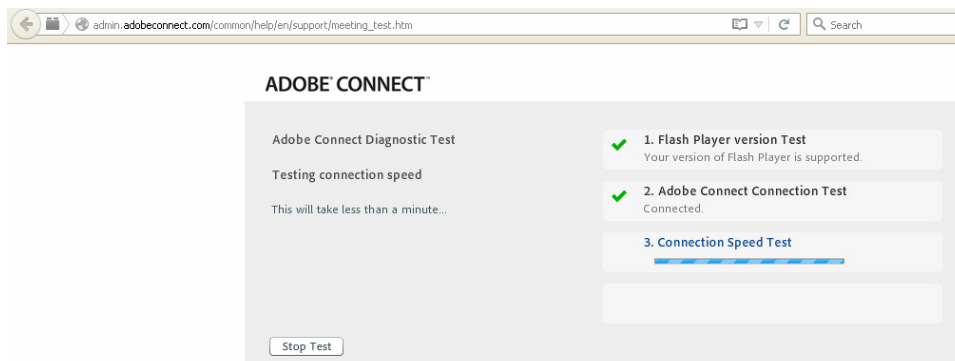 admin.adobeconnect.com/common/help/en/support/meeting_test.htm
Search
ADOBE® CONNECT™
Adobe Connect Diagnostic Test
Testing connection speed
This will take less than a minute...
1. Flash Player version Test
Your version of Flash Player is supported.
2. Adobe Connect Connection Test
Connected.
3. Connection Speed Test
Stop Test